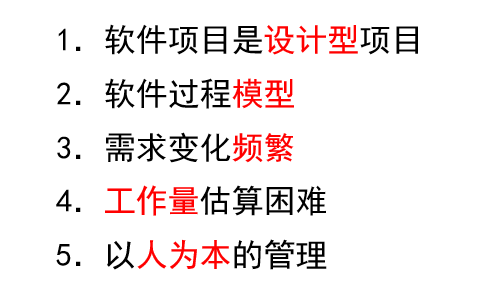 1. 软件项目是设计型项目
2. 软件过程模型
3. 需求变化频繁
4. 工作量估算困难
5. 以人为本的管理